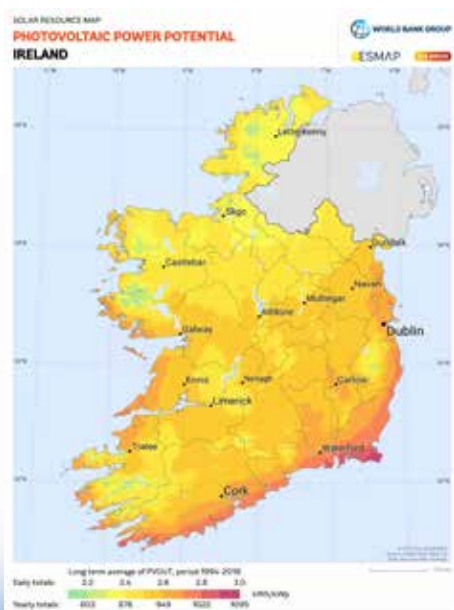 SOLAR RESOURCE MAP
PHOTOVOLTAIC POWER POTENTIAL
IRELAND
WORLD BANK GROUP
ESMAP
Letterkenny
Sligo
Dundalk
Castlebar
Navan
Mullingar
Athlone
Dublin
Galway
Ennis
Nenagh
Carlow
Limerick
Tralee
Waterford
Cork
Long term average of PVOUT, period 1994-2018
Daily totals: 2.2 2.4 2.6 2.8 3.0
kWh/kWp
Yearly totals: 803 876 949 1022 1095